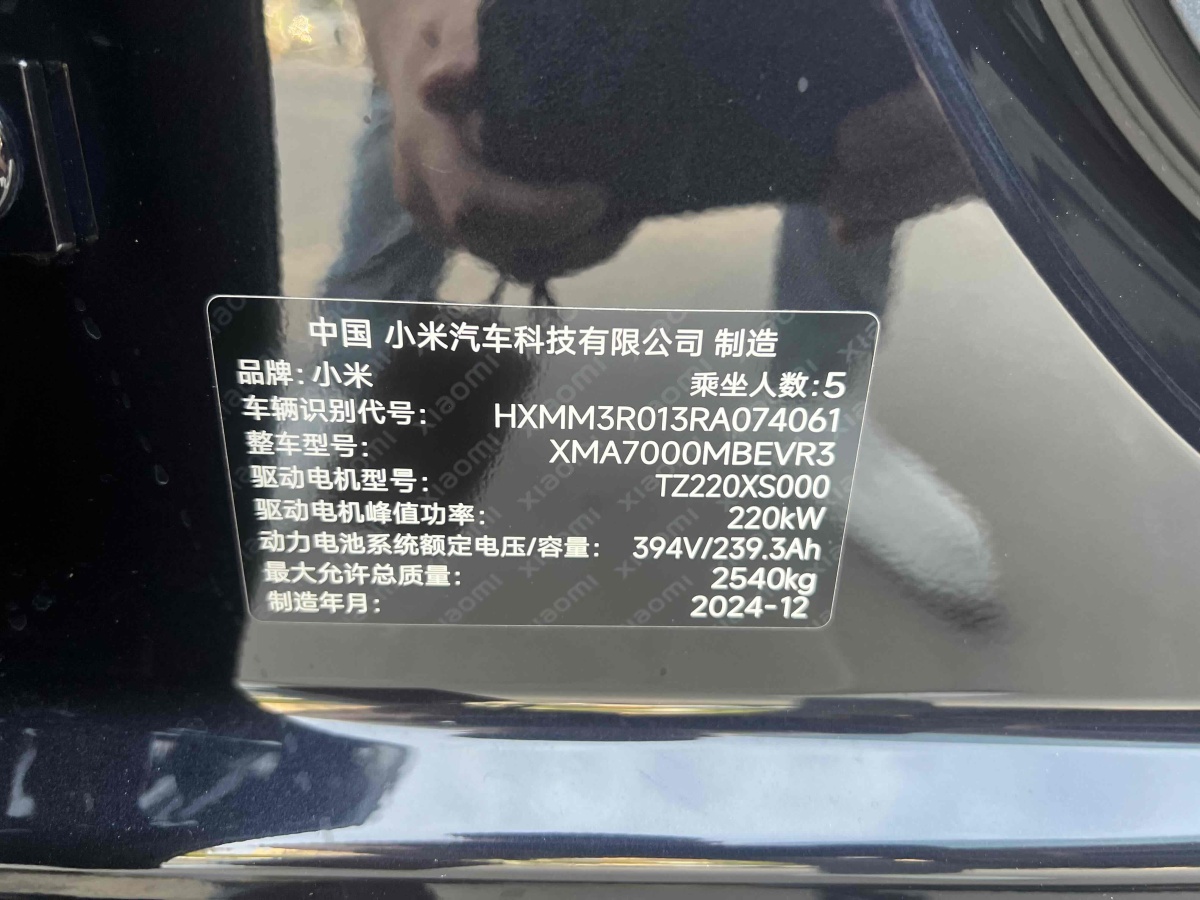 中国 小米汽车科技有限公司 制造
品牌: 小米 乘坐人数: 5
车辆识别代号: HXMM3R013RA074061
整车型号: XMA7000MBEVR3
驱动电机型号: TZ220XS000
驱动电机峰值功率: 220kW
动力电池系统额定电压/容量: 394V/239.3Ah
最大允许总质量: 2540kg
制造年月: 2024-12